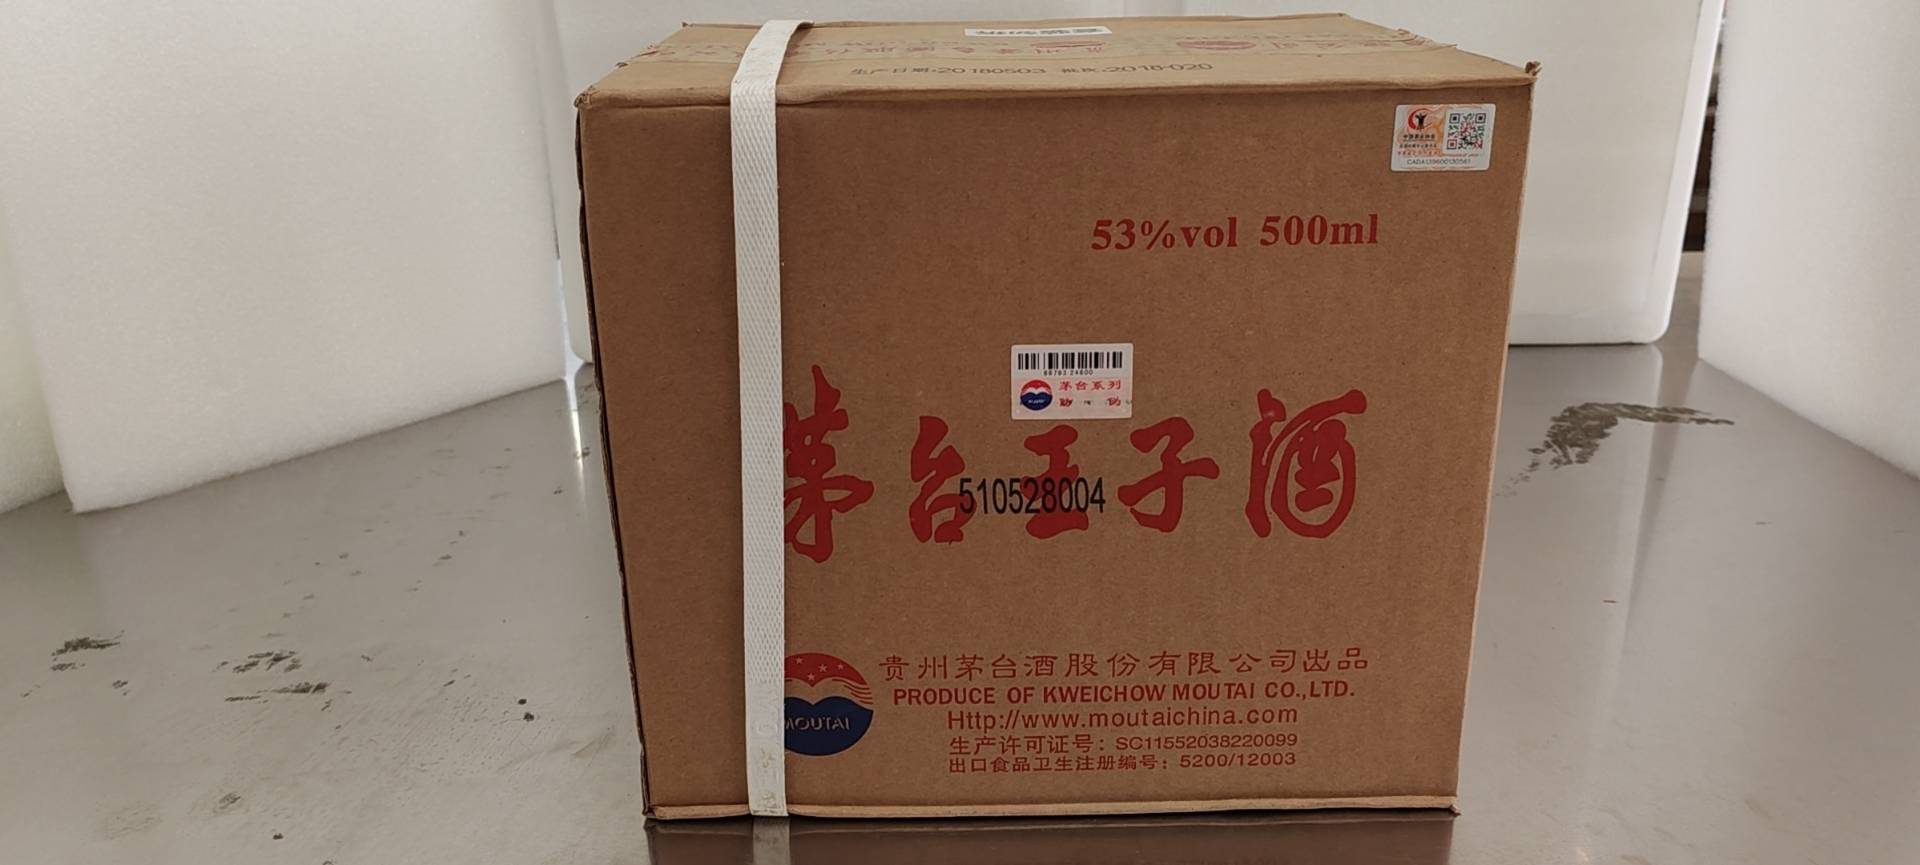 生产日期:20180503 批次:2018-020
CADA139600130561
53%vol 500ml
茅台系列
防 伪
茅台王子酒
510528004
MOUTAI
贵州茅台酒股份有限公司出品
PRODUCE OF KWEICHOW MOUTAI CO.,LTD.
Http://www.moutaichina.com
生产许可证号：SC11552038220099
出口食品卫生注册编号：5200/12003